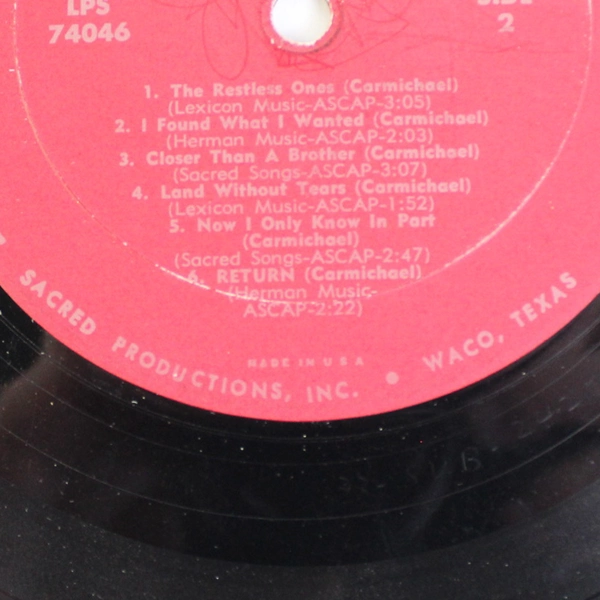 LPS
74046
SIDE
2
1. The Restless Ones (Carmichael)
(Lexicon Music-ASCAP-3:05)
2. I Found What I Wanted (Carmichael)
(Herman Music-ASCAP-2:03)
3. Closer Than A Brother (Carmichael)
(Sacred Songs-ASCAP-3:07)
4. Land Without Tears (Carmichael)
(Lexicon Music-ASCAP-1:52)
5. Now I Only Know In Part
(Carmichael)
(Sacred Songs-ASCAP-2:47)
6. RETURN (Carmichael)
(Herman Music-
ASCAP-2:22)
MADE IN U S A
SACRED PRODUCTIONS, INC. • WACO, TEXAS